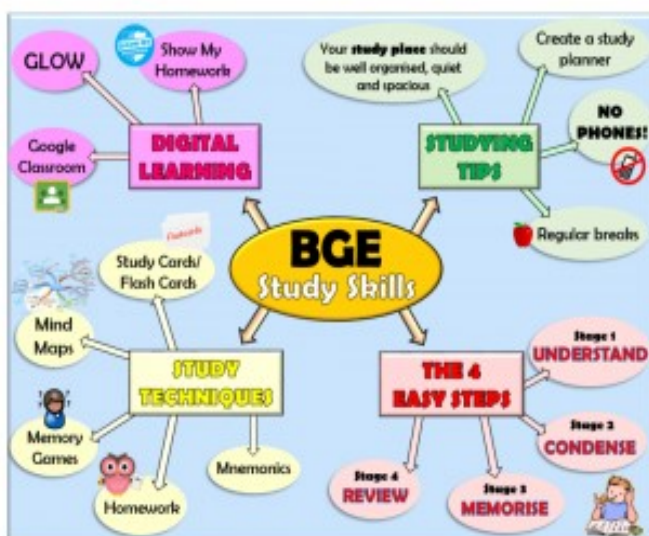 GLOW
Show My
Homework
Google
Classroom
DIGITAL
LEARNING
Your study place should
be well organised, quiet
and spacious
Create a study
planner
NO
PHONES!
STUDYING
TIPS
Regular breaks
BGE
Study Skills
Flashcards
Study Cards/
Flash Cards
Mind
Maps
STUDY
TECHNIQUES
Memory
Games
Homework
Mnemonics
THE 4
EASY STEPS
Stage 1
UNDERSTAND
Stage 2
CONDENSE
Stage 3
MEMORISE
Stage 4
REVIEW